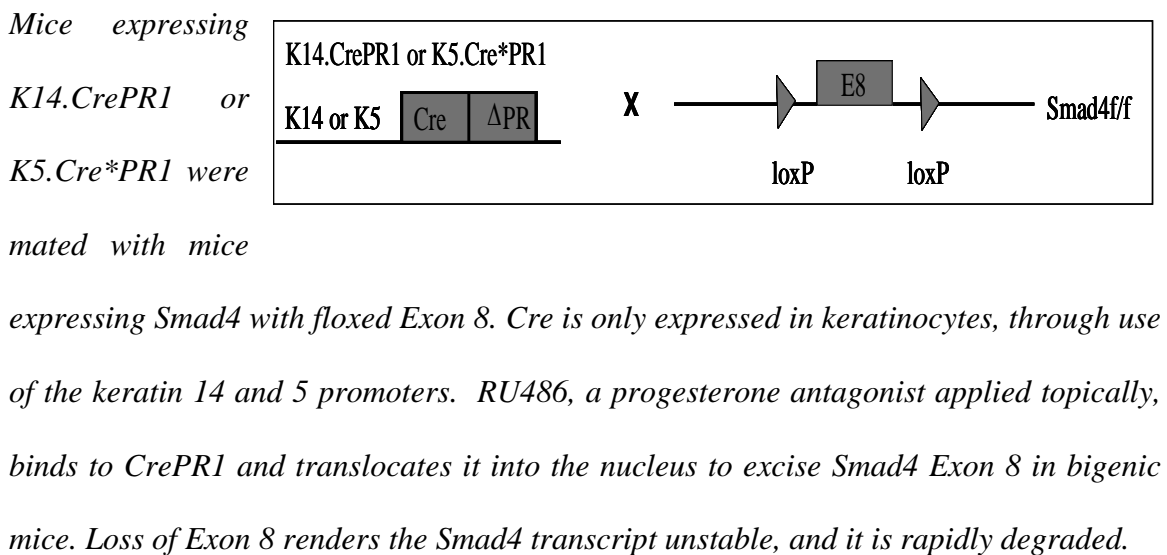 Mice expressing
K14.CrePR1 or
K5.Cre*PR1 were
mated with mice
K14.CrePR1 or K5.Cre*PR1
K14 or K5 Cre ΔPR X E8 Smad4f/f
loxP loxP
expressing Smad4 with floxed Exon 8. Cre is only expressed in keratinocytes, through use
of the keratin 14 and 5 promoters. RU486, a progesterone antagonist applied topically,
binds to CrePR1 and translocates it into the nucleus to excise Smad4 Exon 8 in bigenic
mice. Loss of Exon 8 renders the Smad4 transcript unstable, and it is rapidly degraded.